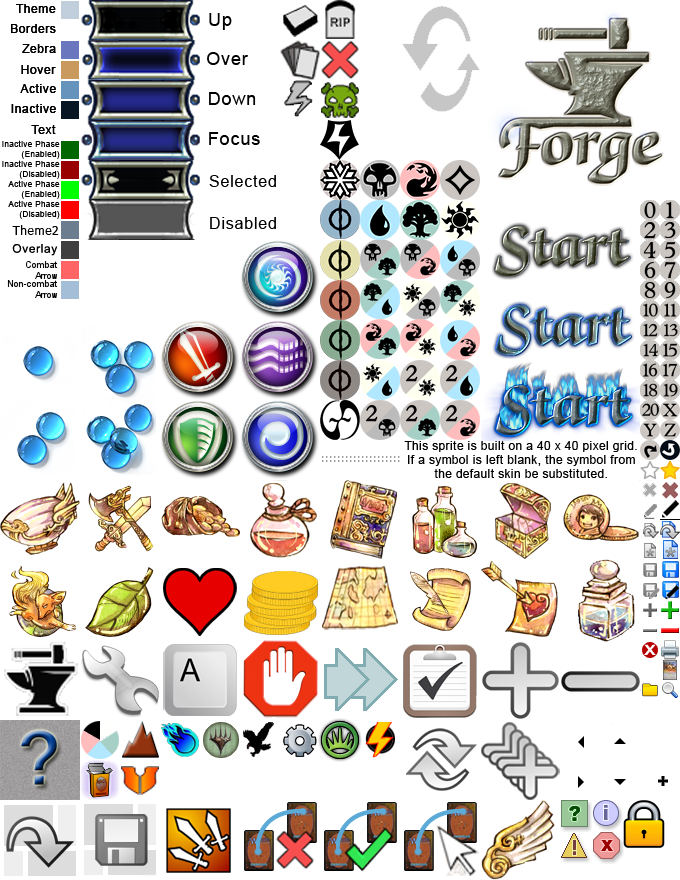 Theme
Borders
Zebra
Hover
Active
Inactive
Text
Inactive Phase
(Enabled)
Inactive Phase
(Disabled)
Active Phase
(Enabled)
Active Phase
(Disabled)
Theme2
Overlay
Combat
Arrow
Non-combat
Arrow
Up
Over
Down
Focus
Selected
Disabled
RIP
Forge
Start
Start
Start
2
2
2
2
2
0 1
2 3
4 5
6 7
8 9
10 11
12 13
14 15
16 17
18 19
20 X
Y Z
This sprite is built on a 40 x 40 pixel grid.
If a symbol is left blank, the symbol from
the default skin be substituted.
A
?
?
i
!
x